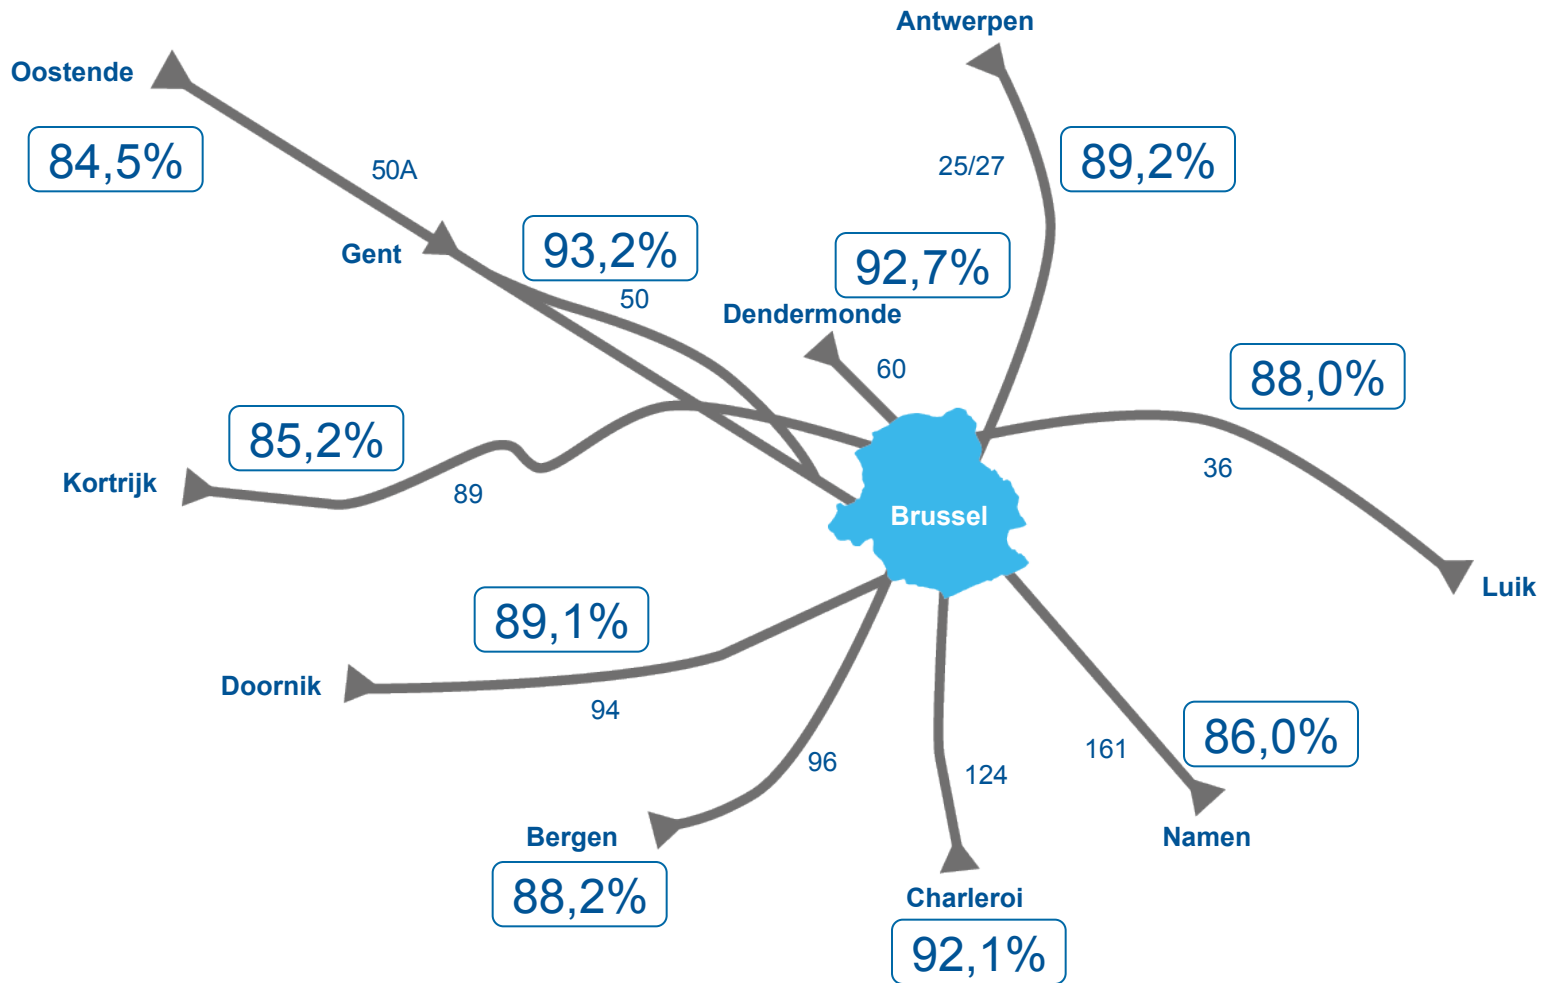 Antwerpen
Oostende
84,5%
50A
25/27
89,2%
Gent
93,2%
50
92,7%
Dendermonde
60
88,0%
85,2%
Kortrijk
89
36
Brussel
Luik
89,1%
Doornik
94
86,0%
161
96
124
Bergen
Namen
88,2%
Charleroi
92,1%